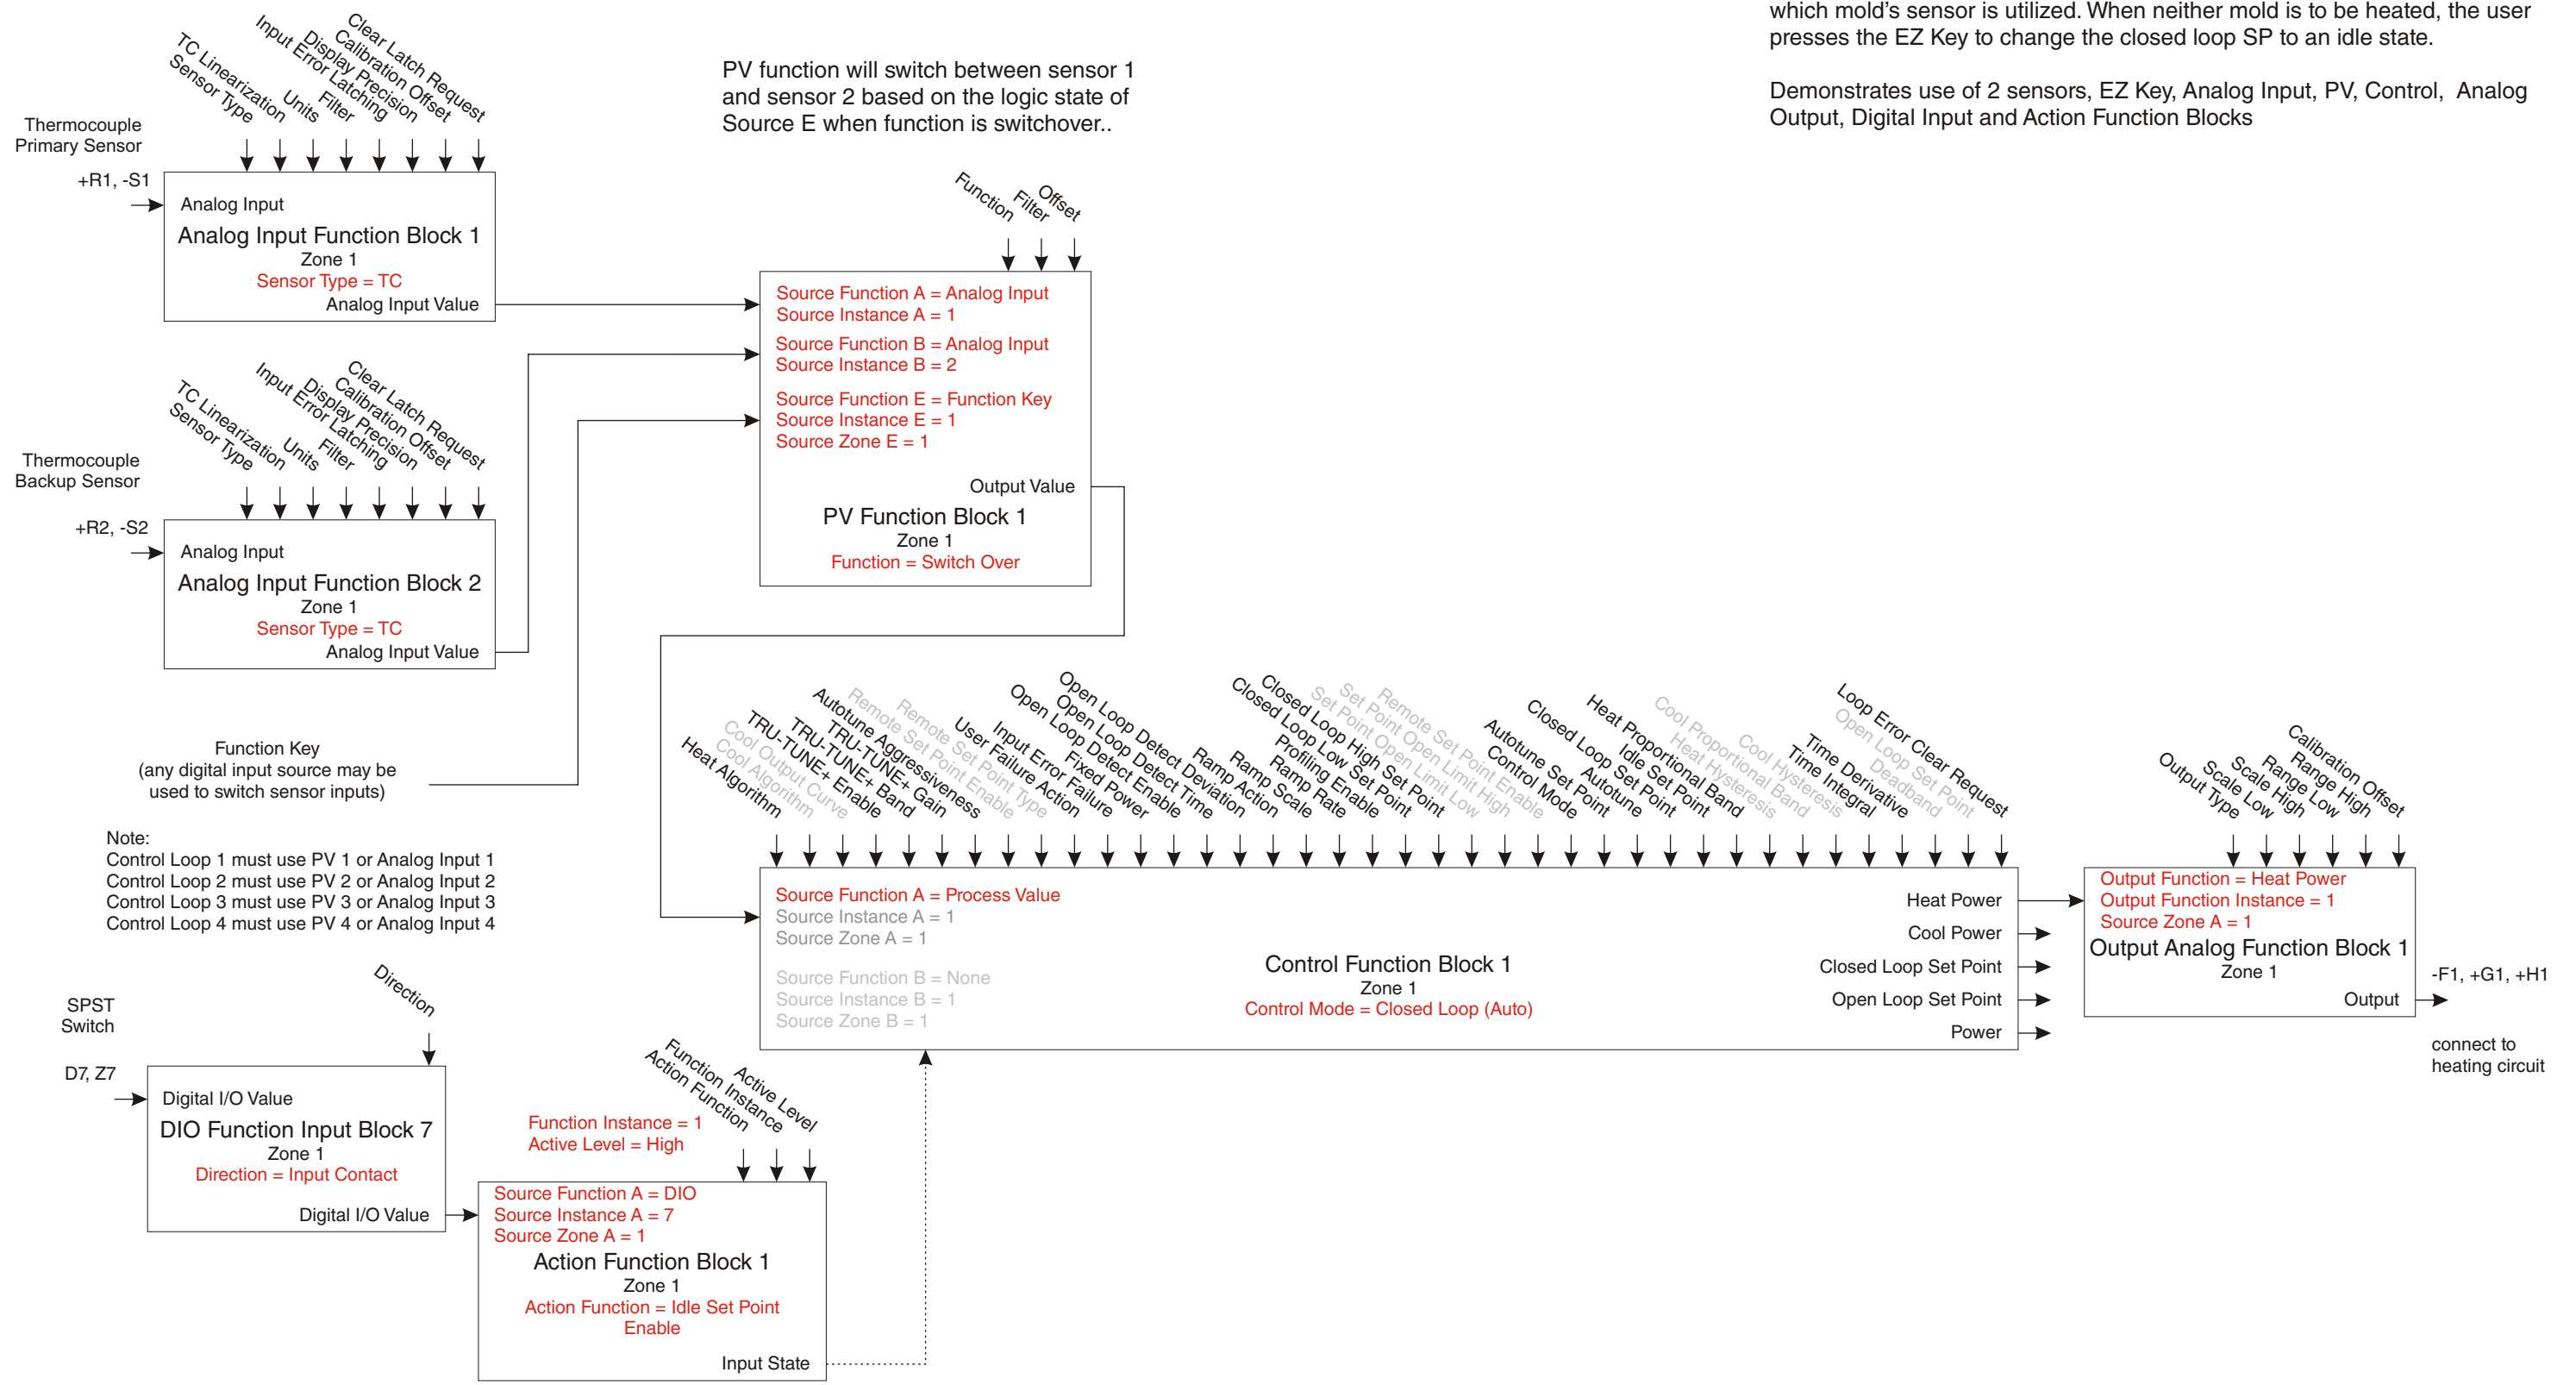 which mold's sensor is utilized. When neither mold is to be heated, the user
presses the EZ Key to change the closed loop SP to an idle state.
Demonstrates use of 2 sensors, EZ Key, Analog Input, PV, Control, Analog
Output, Digital Input and Action Function Blocks
PV function will switch between sensor 1
and sensor 2 based on the logic state of
Source E when function is switchover..
Sensor Type
TC Linearization
Units
Filter
Input Error Latching
Display Precision
Calibration Offset
Clear Latch Request
Thermocouple
Primary Sensor
+R1, -S1
Analog Input
Analog Input Function Block 1
Zone 1
Sensor Type = TC
Analog Input Value
Function
Filter
Offset
Source Function A = Analog Input
Source Instance A = 1
Source Function B = Analog Input
Source Instance B = 2
Source Function E = Function Key
Source Instance E = 1
Source Zone E = 1
Output Value
PV Function Block 1
Zone 1
Function = Switch Over
Sensor Type
TC Linearization
Units
Filter
Input Error Latching
Display Precision
Calibration Offset
Clear Latch Request
Thermocouple
Backup Sensor
+R2, -S2
Analog Input
Analog Input Function Block 2
Zone 1
Sensor Type = TC
Analog Input Value
Function Key
(any digital input source may be
used to switch sensor inputs)
Note:
Control Loop 1 must use PV 1 or Analog Input 1
Control Loop 2 must use PV 2 or Analog Input 2
Control Loop 3 must use PV 3 or Analog Input 3
Control Loop 4 must use PV 4 or Analog Input 4
Heat Algorithm
Cool Algorithm
Cool Output Curve
TRU-TUNE+ Enable
TRU-TUNE+ Band
TRU-TUNE+ Gain
Autotune Aggressiveness
Remote Set Point Enable
Remote Set Point Type
User Failure Action
Input Error Failure
Fixed Power
Open Loop Detect Enable
Open Loop Detect Time
Open Loop Detect Deviation
Ramp Action
Ramp Scale
Ramp Rate
Profiling Enable
Closed Loop Low Set Point
Closed Loop High Set Point
Set Point Open Limit Low
Set Point Open Limit High
Remote Set Point Enable
Control Mode
Autotune Set Point
Autotune
Closed Loop Set Point
Idle Set Point
Heat Proportional Band
Heat Hysteresis
Cool Proportional Band
Cool Hysteresis
Time Integral
Time Derivative
Deadband
Open Loop Set Point
Loop Error Clear Request
Source Function A = Process Value
Source Instance A = 1
Source Zone A = 1
Source Function B = None
Source Instance B = 1
Source Zone B = 1
Control Function Block 1
Zone 1
Control Mode = Closed Loop (Auto)
Heat Power
Cool Power
Closed Loop Set Point
Open Loop Set Point
Power
Output Type
Scale Low
Scale High
Range Low
Range High
Calibration Offset
Output Function = Heat Power
Output Function Instance = 1
Source Zone A = 1
Output Analog Function Block 1
Zone 1
Output
-F1, +G1, +H1
connect to
heating circuit
SPST
Switch
Direction
D7, Z7
Digital I/O Value
DIO Function Input Block 7
Zone 1
Direction = Input Contact
Digital I/O Value
Function Instance = 1
Active Level = High
Action Function
Function Instance
Active Level
Source Function A = DIO
Source Instance A = 7
Source Zone A = 1
Action Function Block 1
Zone 1
Action Function = Idle Set Point
Enable
Input State